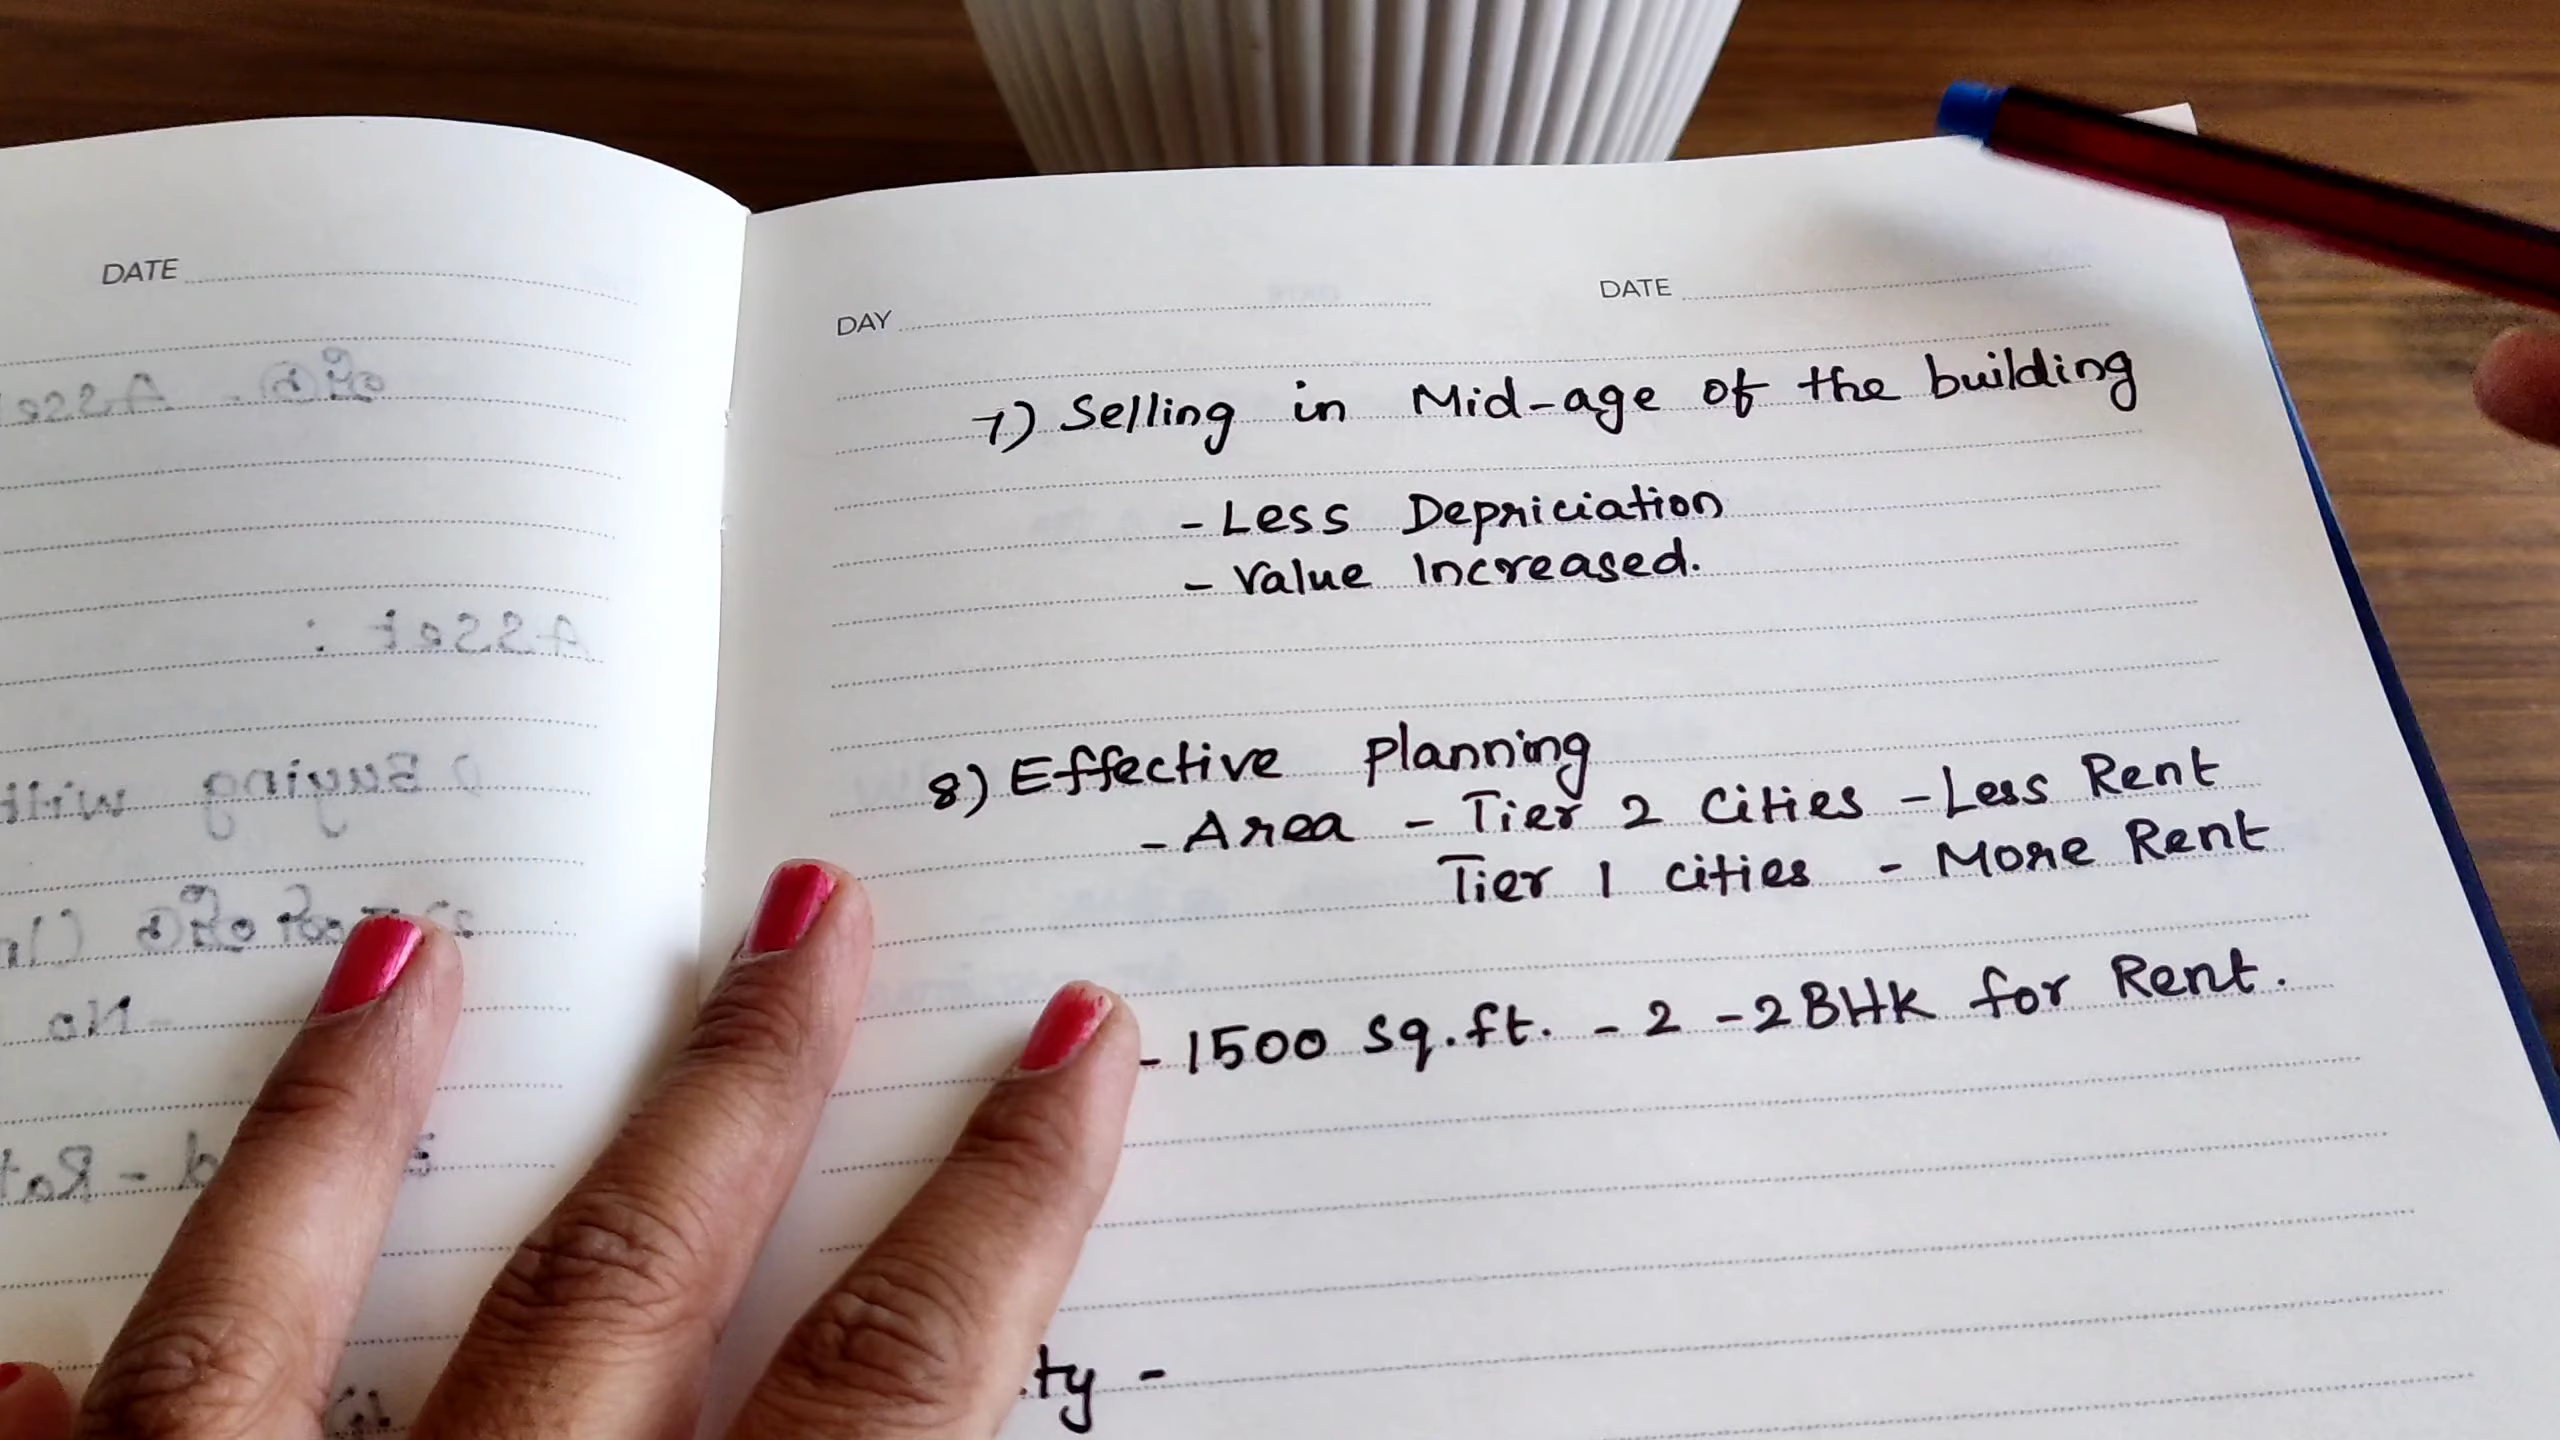 DATE
DAY
DATE
7) Selling in Mid-age of the building
- Less Depriciation
- Value Increased.
8) Effective planning
- Area - Tier 2 Cities - Less Rent
Tier 1 cities - More Rent
- 1500 sq.ft. - 2 - 2BHK for Rent.